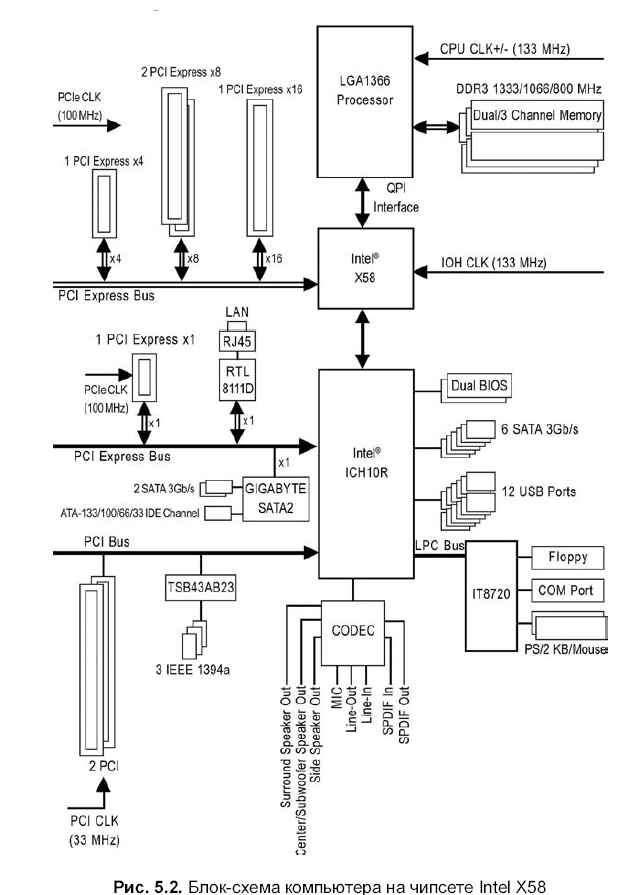 CPU CLK+/- (133 MHz)
LGA1366
Processor
DDR3 1333/1066/800 MHz
Dual/3 Channel Memory
2 PCI Express x8
1 PCI Express x16
PCIe CLK
(100 MHz)
1 PCI Express x4
QPI
Interface
x4
x8
x16
Intel®
X58
IOH CLK (133 MHz)
PCI Express Bus
LAN
RJ45
1 PCI Express x1
RTL
8111D
PCIe CLK
(100 MHz)
x1
x1
Dual BIOS
6 SATA 3Gb/s
PCI Express Bus
x1
Intel®
ICH10R
2 SATA 3Gb/s
GIGABYTE
SATA2
ATA-133/100/66/33 IDE Channel
12 USB Ports
PCI Bus
LPC Bus
TSB43AB23
3 IEEE 1394a
IT8720
Floppy
COM Port
PS/2 KB/Mouse
CODEC
Surround Speaker Out
Center/Subwoofer Speaker Out
Side Speaker Out
MIC
Line-Out
Line-In
SPDIF In
SPDIF Out
2 PCI
PCI CLK
(33 MHz)
Рис. 5.2. Блок-схема компьютера на чипсете Intel X58